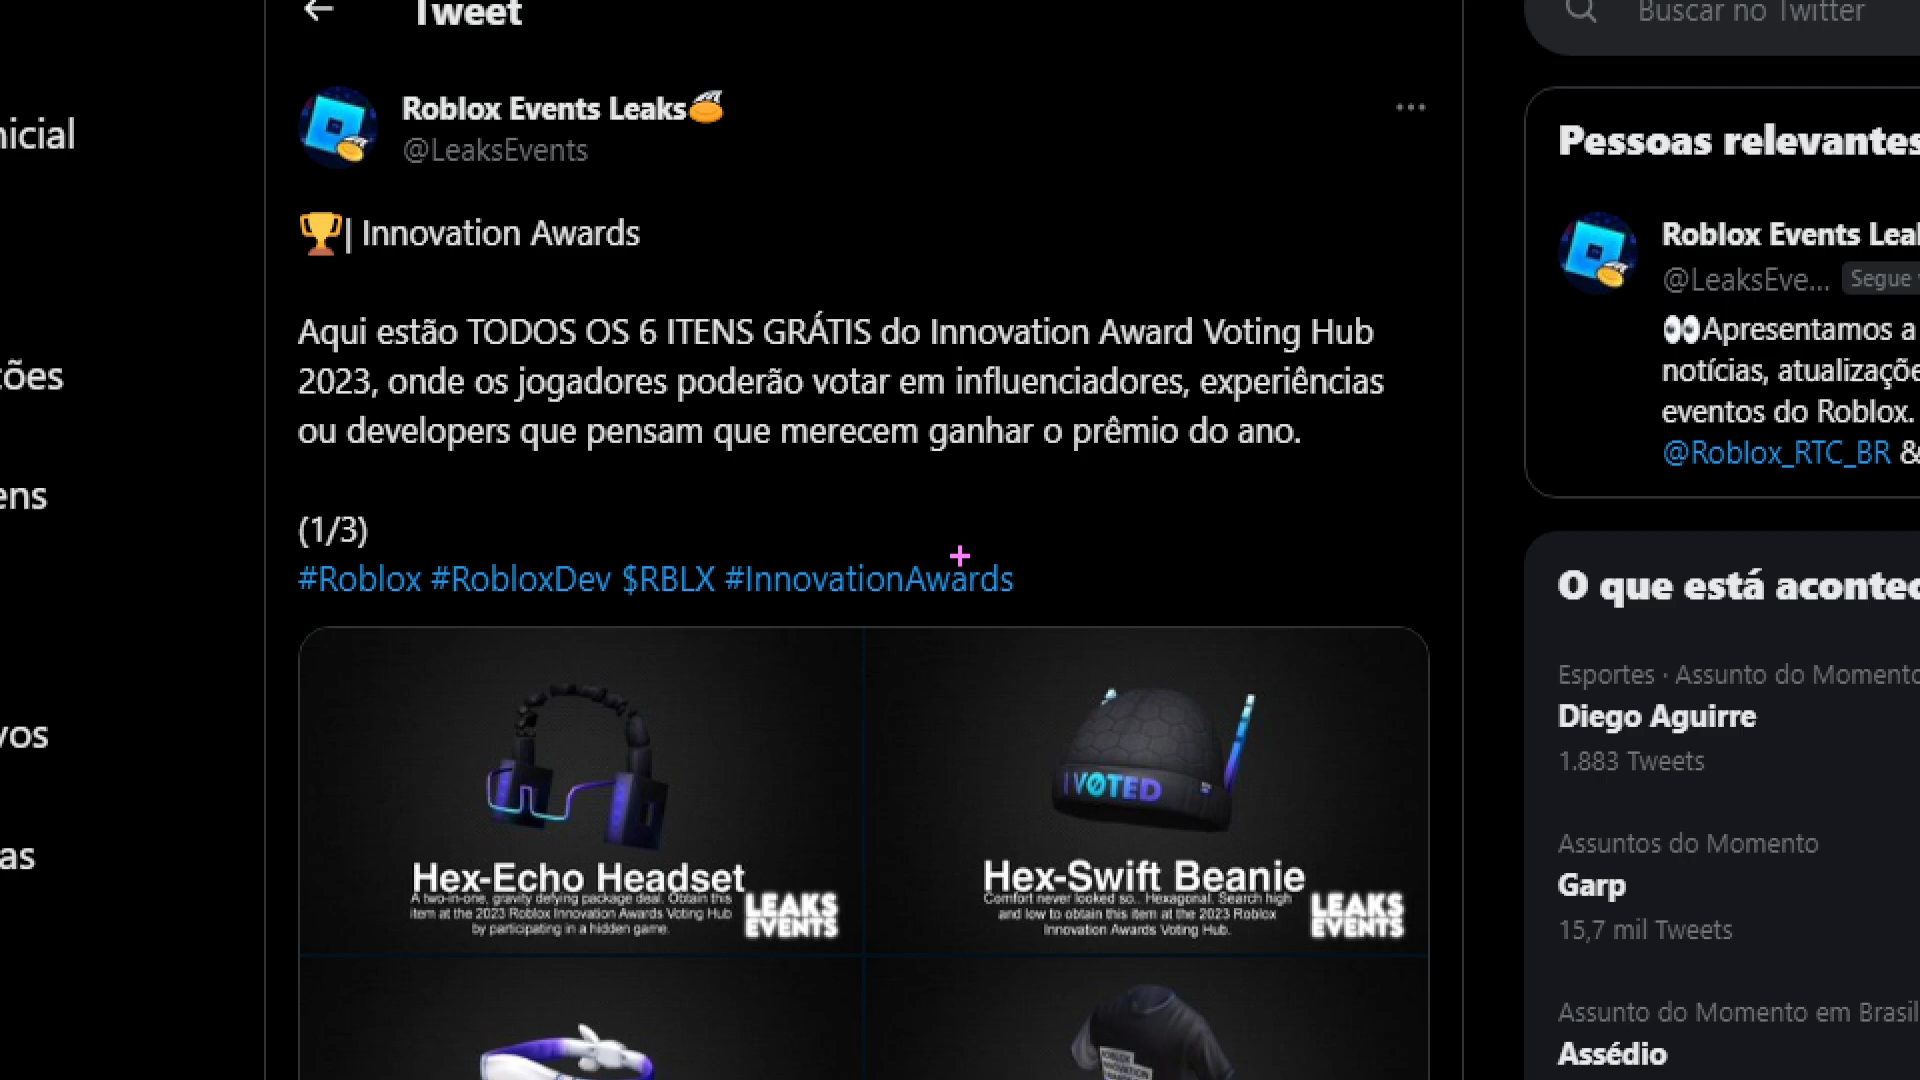 Tweet
Buscar no Twitter
nicial
ções
ens
vos
as
Roblox Events Leaks
@LeaksEvents
| Innovation Awards
Aqui estão TODOS OS 6 ITENS GRÁTIS do Innovation Award Voting Hub
2023, onde os jogadores poderão votar em influenciadores, experiências
ou developers que pensam que merecem ganhar o prêmio do ano.
(1/3)
#Roblox #RobloxDev $RBLX #InnovationAwards
I VOTED
Hex-Echo Headset
A two-in-one, gravity defying package deal. Obtain this
item at the 2023 Roblox Innovation Awards Voting Hub
by participating in a hidden game.
LEAKS
EVENTS
Hex-Swift Beanie
Comfort never looked so.. Hexagonal. Search high
and low to obtain this item at the 2023 Roblox
Innovation Awards Voting Hub.
LEAKS
EVENTS
Pessoas relevantes
Roblox Events Leak
@LeaksEve... Segue
Apresentamos a
notícias, atualizaçõe
eventos do Roblox.
@Roblox_RTC_BR &
O que está acontec
Esportes · Assunto do Momento
Diego Aguirre
1.883 Tweets
Assuntos do Momento
Garp
15,7 mil Tweets
Assunto do Momento em Brasil
Assédio